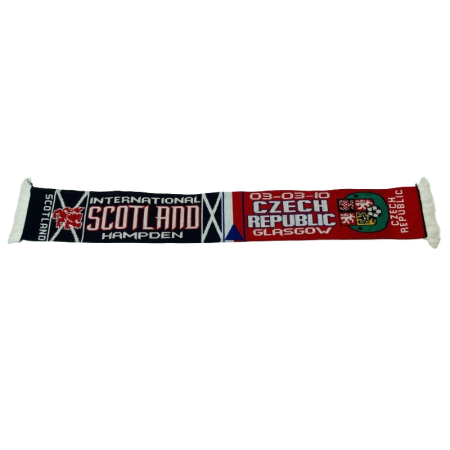 SCOTLAND
INTERNATIONAL
SCOTLAND
HAMPDEN
03-03-10
CZECH
REPUBLIC
GLASGOW
CZECH
REPUBLIC